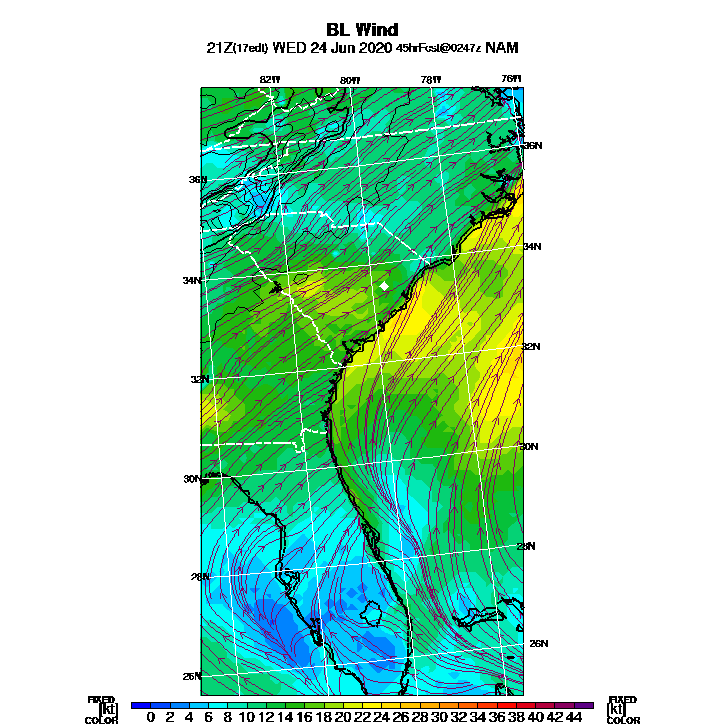 BL Wind
21Z(17edt) WED 24 Jun 2020 45hrFcst@0247z NAM
82W 80W 78W 76W
36N
36N
34N
34N
32N
32N
30N
30N
28N
28N
26N
26N
FIXED FIXED
[kt] 0 2 4 6 8 10 12 14 16 18 20 22 24 26 28 30 32 34 36 38 40 42 44 [kt]
COLOR COLOR